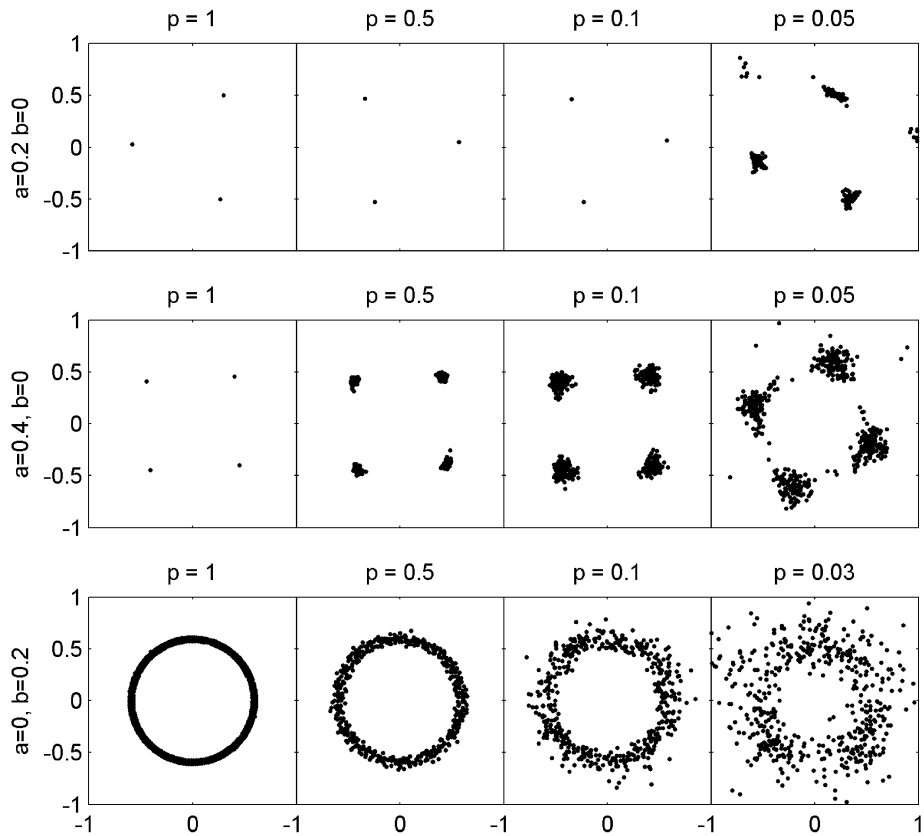 p = 1 p = 0.5 p = 0.1 p = 0.05
a=0.2 b=0
1
0.5
0
-0.5
-1
p = 1 p = 0.5 p = 0.1 p = 0.05
a=0.4, b=0
1
0.5
0
-0.5
-1
p = 1 p = 0.5 p = 0.1 p = 0.03
a=0, b=0.2
1
0.5
0
-0.5
-1
-1 0 -1 0 -1 0 -1 0 1